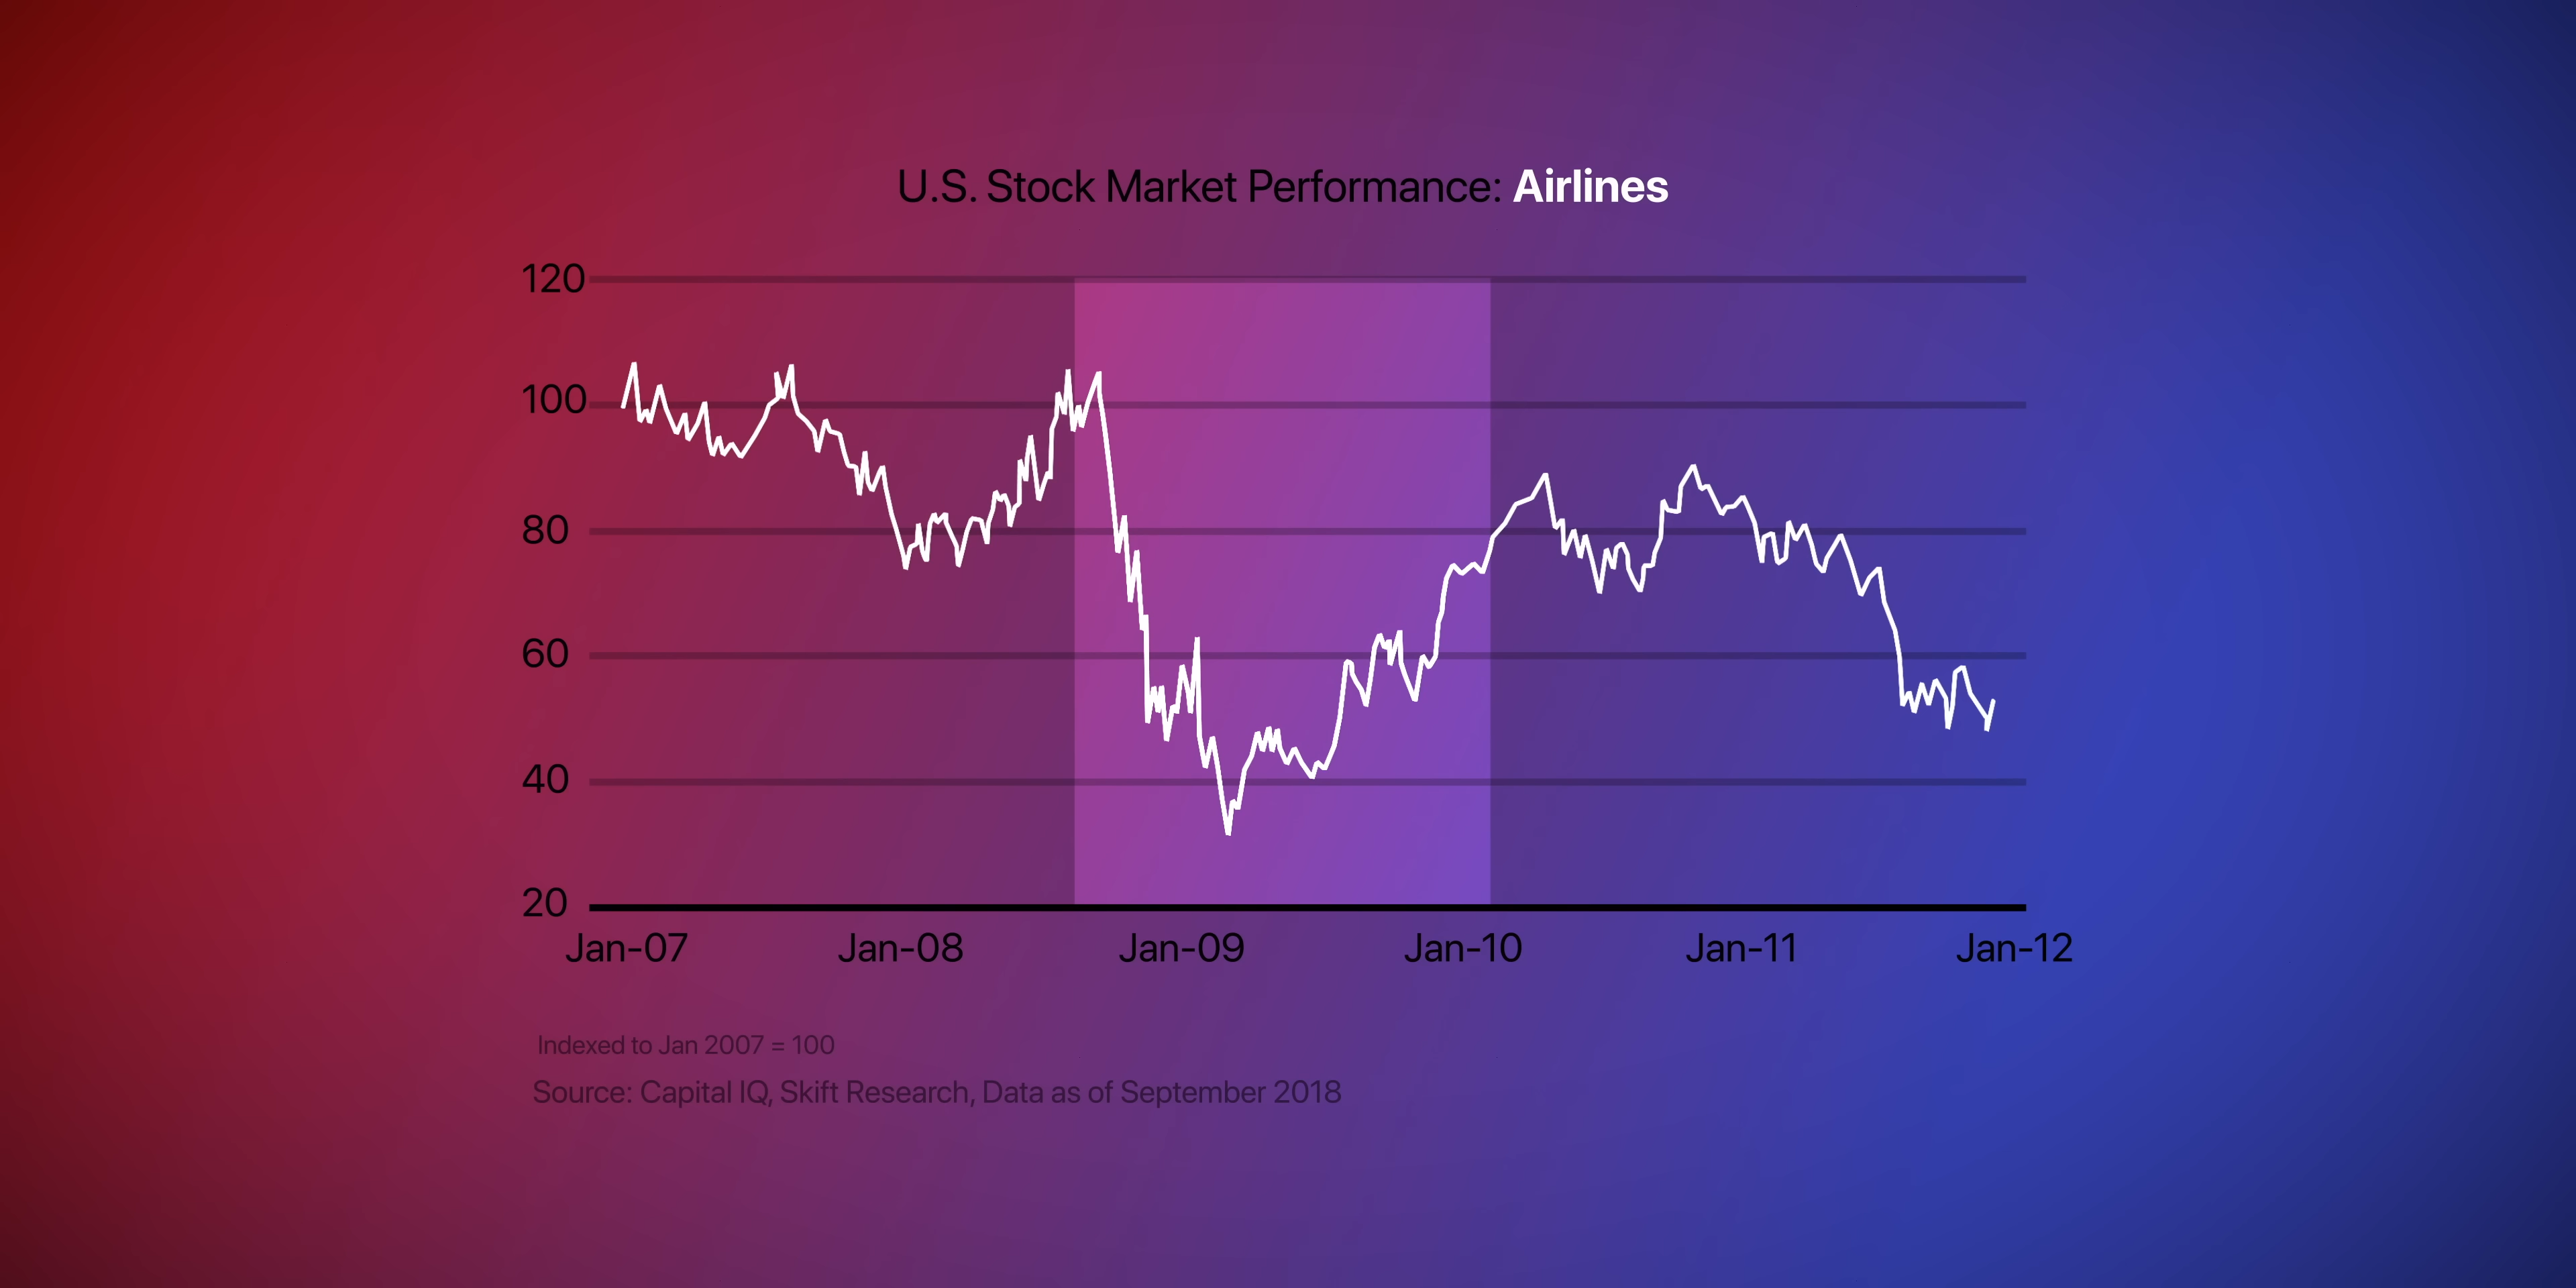 U.S. Stock Market Performance: Airlines
120
100
80
60
40
20
Jan-07 Jan-08 Jan-09 Jan-10 Jan-11 Jan-12
Indexed to Jan 2007 = 100
Source: Capital IQ, Skift Research, Data as of September 2018